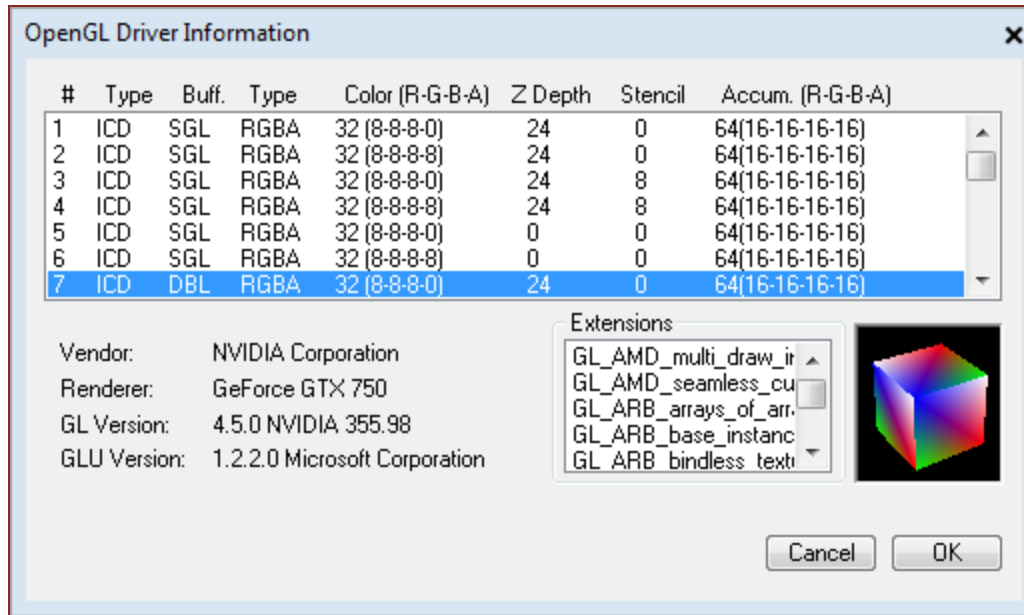 OpenGL Driver Information
# Type Buff. Type Color (R-G-B-A) Z Depth Stencil Accum. (R-G-B-A)
1 ICD SGL RGBA 32 (8-8-8-0) 24 0 64(16-16-16-16)
2 ICD SGL RGBA 32 (8-8-8-8) 24 0 64(16-16-16-16)
3 ICD SGL RGBA 32 (8-8-8-0) 24 8 64(16-16-16-16)
4 ICD SGL RGBA 32 (8-8-8-8) 24 8 64(16-16-16-16)
5 ICD SGL RGBA 32 (8-8-8-0) 0 0 64(16-16-16-16)
6 ICD SGL RGBA 32 (8-8-8-8) 0 0 64(16-16-16-16)
7 ICD DBL RGBA 32 (8-8-8-0) 24 0 64(16-16-16-16)
Vendor: NVIDIA Corporation
Renderer: GeForce GTX 750
GL Version: 4.5.0 NVIDIA 355.98
GLU Version: 1.2.2.0 Microsoft Corporation
Extensions
GL_AMD_multi_draw_ir
GL_AMD_seamless_cu
GL_ARB_arrays_of_arr
GL_ARB_base_instanc
GL_ARB_bindless_text
Cancel OK